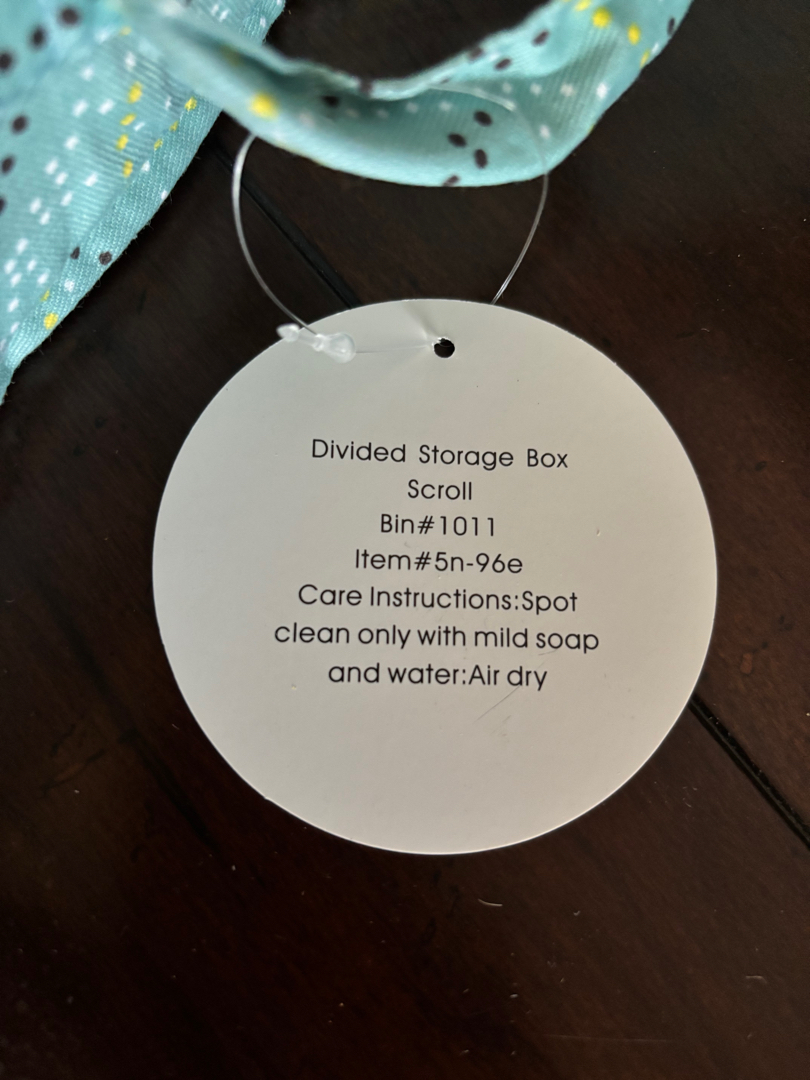 Divided Storage Box
Scroll
Bin#1011
Item#5n-96e
Care Instructions:Spot
clean only with mild soap
and water:Air dry